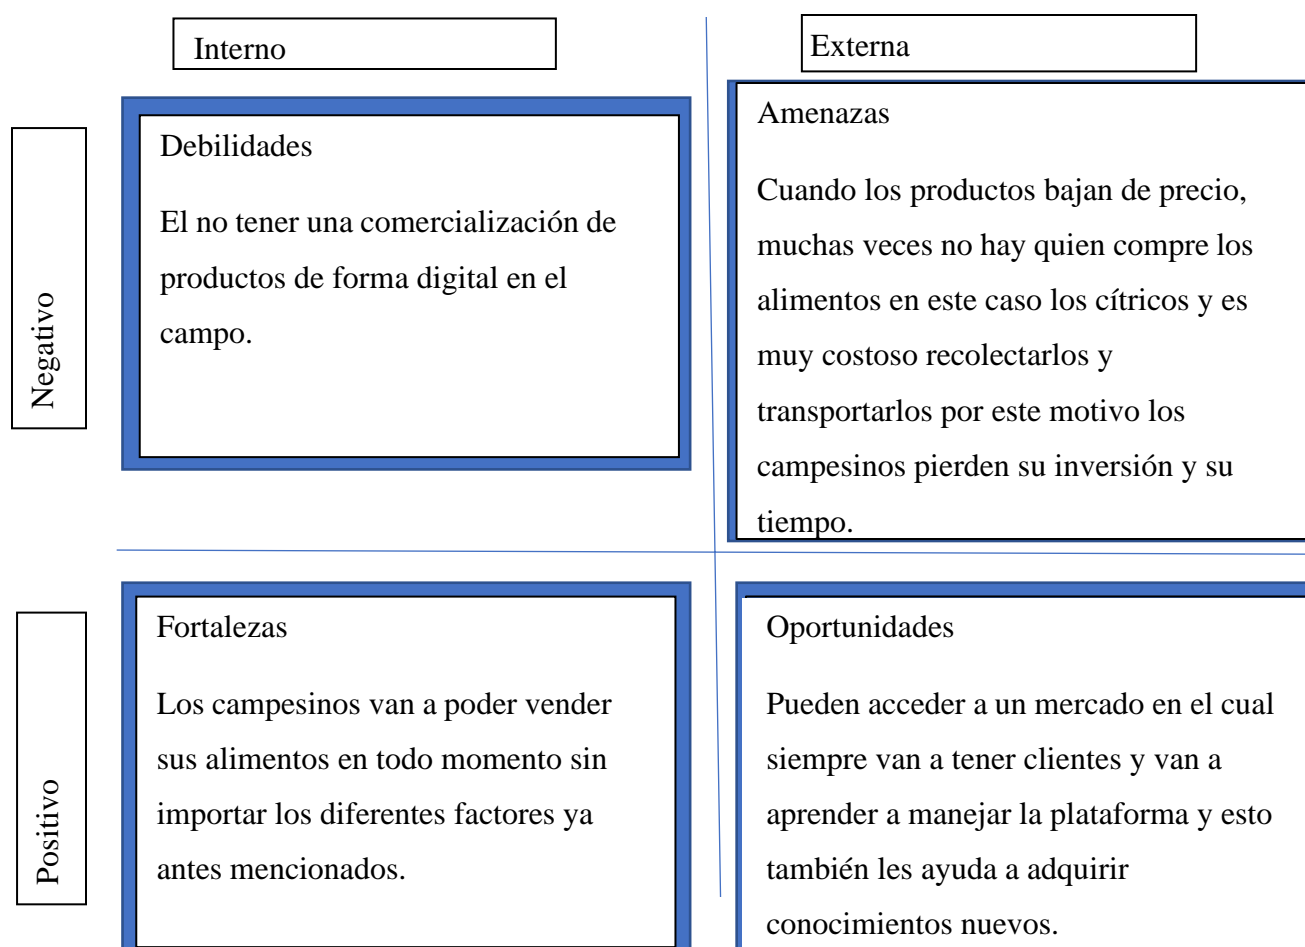 Interno
Externa
Negativo
Debilidades
El no tener una comercialización de
productos de forma digital en el
campo.
Amenazas
Cuando los productos bajan de precio,
muchas veces no hay quien compre los
alimentos en este caso los cítricos y es
muy costoso recolectarlos y
transportarlos por este motivo los
campesinos pierden su inversión y su
tiempo.
Positivo
Fortalezas
Los campesinos van a poder vender
sus alimentos en todo momento sin
importar los diferentes factores ya
antes mencionados.
Oportunidades
Pueden acceder a un mercado en el cual
siempre van a tener clientes y van a
aprender a manejar la plataforma y esto
también les ayuda a adquirir
conocimientos nuevos.